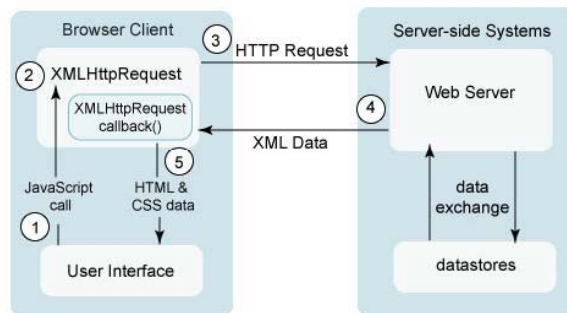 Browser Client
Server-side Systems
3
HTTP Request
2
XMLHttpRequest
Web Server
XMLHttpRequest
callback()
4
XML Data
5
JavaScript
call
HTML &
CSS data
data
exchange
1
User Interface
datastores